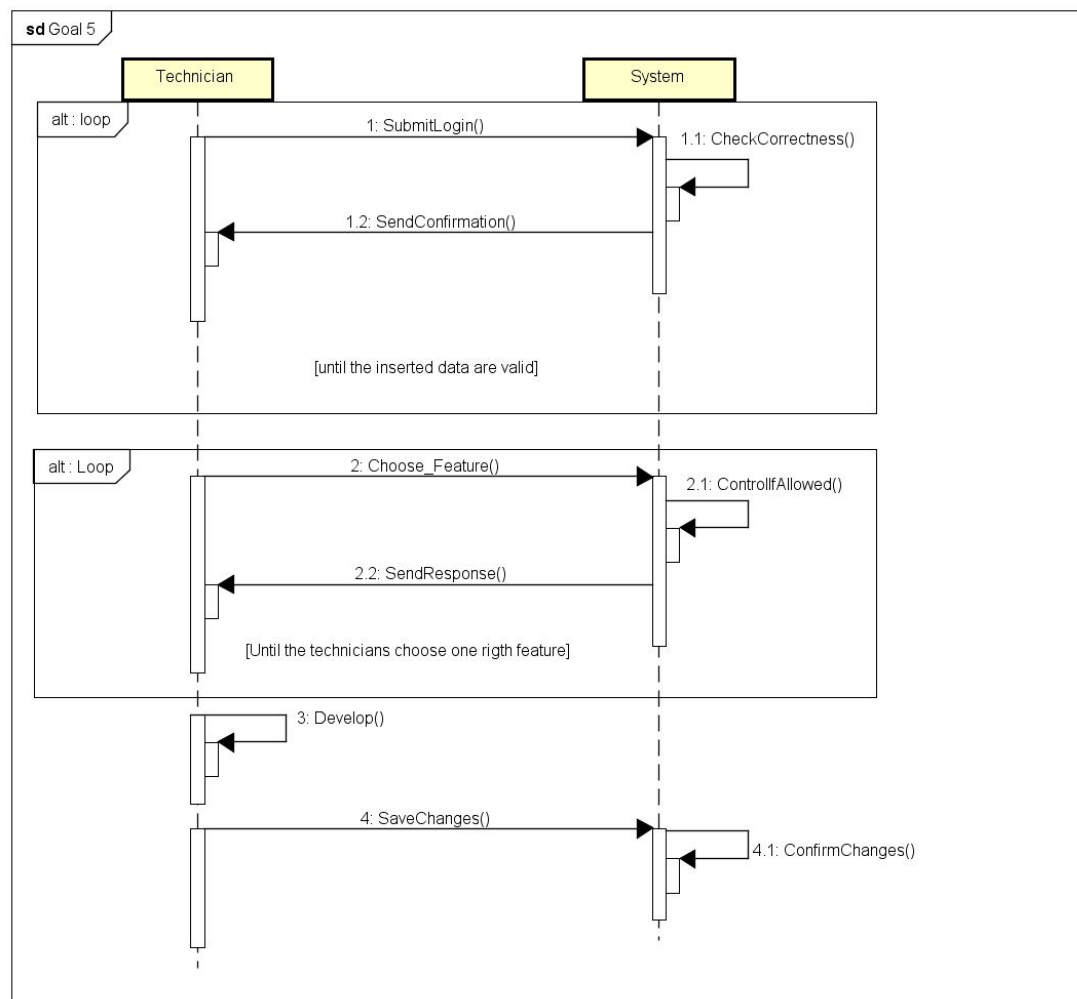 sd Goal 5
Technician
System
alt : loop
1: SubmitLogin()
1.1: CheckCorrectness()
1.2: SendConfirmation()
[until the inserted data are valid]
alt : Loop
2: Choose_Feature()
2.1: ControlIfAllowed()
2.2: SendResponse()
[Until the technicians choose one rigth feature]
3: Develop()
4: SaveChanges()
4.1: ConfirmChanges()